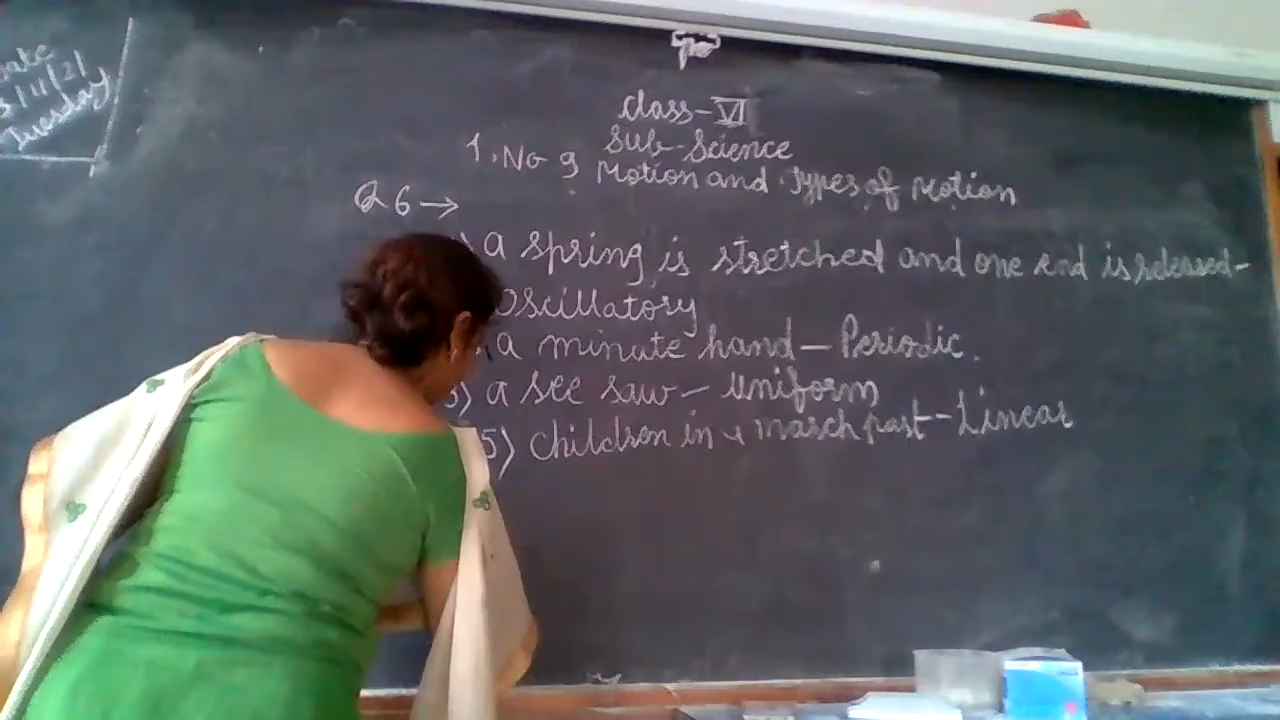 ate
/11/21
Tuesday
Class-VI
Sub-Science
1. No 9 Motion and Types of Motion
Q6→
) a spring is stretched and one end is released-
Oscillatory
a minute hand - Periodic.
3) a see saw - Uniform
5) Children in march past - Linear